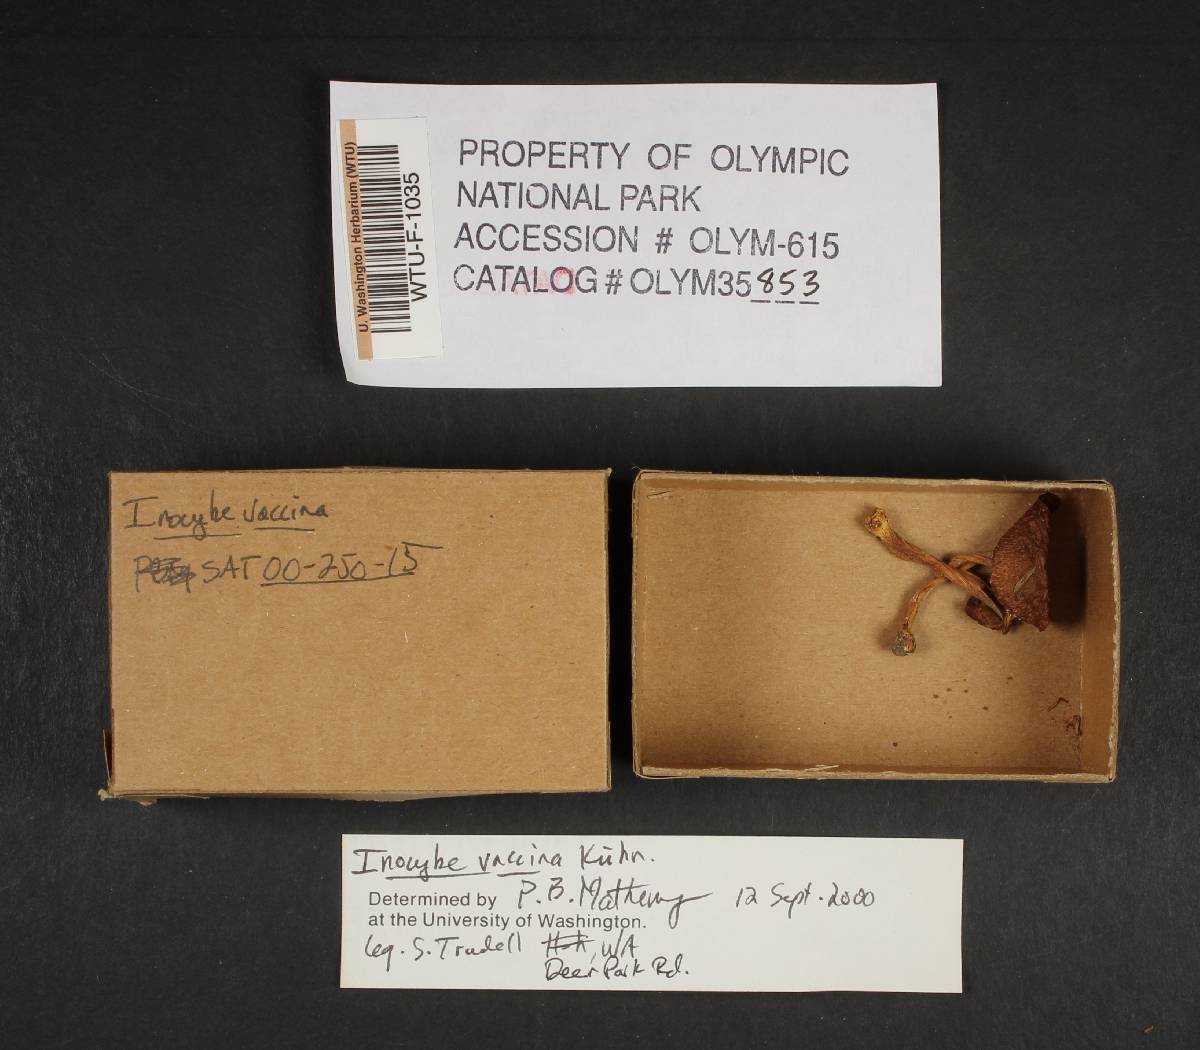 U. Washington Herbarium (WTU)
WTU-F-1035
PROPERTY OF OLYMPIC
NATIONAL PARK
ACCESSION # OLYM-615
CATALOG # OLYM35853
Inocybe vaccina
SAT 00-250-15
Inocybe vaccina Kühn.
Determined by P. B. Matheny 12 Sept. 2000
at the University of Washington.
leg. S. Trudell , WA
Deer Park Rd.